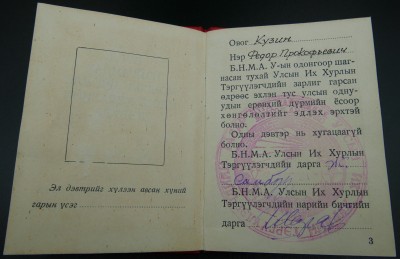 Эл дэвтрийг хүлээн авсан хүний
гарын үсэг
Овог Кузин
Нэр Федор Прокофьевич
Б.Н.М.А. У-ын одонгоор шаг-
насан тухай Улсын Их Хурлын
Тэргүүлэгчдийн зарлиг гарсан
өдрөөс эхлэн тус улсын одну-
удын ерөнхий дүрмийн ёсоор
хөнгөлөлтийг эдлэх эрхтэй
болно.
Одны дэвтэр нь хугацаагүй
болно.
Б.Н.М.А. Улсын Их Хурлын
Тэргүүлэгчдийн дарга Ж.
Самбуу
Б.Н.М.А. Улсын Их Хурлын
Тэргүүлэгчдийн нарийн бичгийн
дарга
3